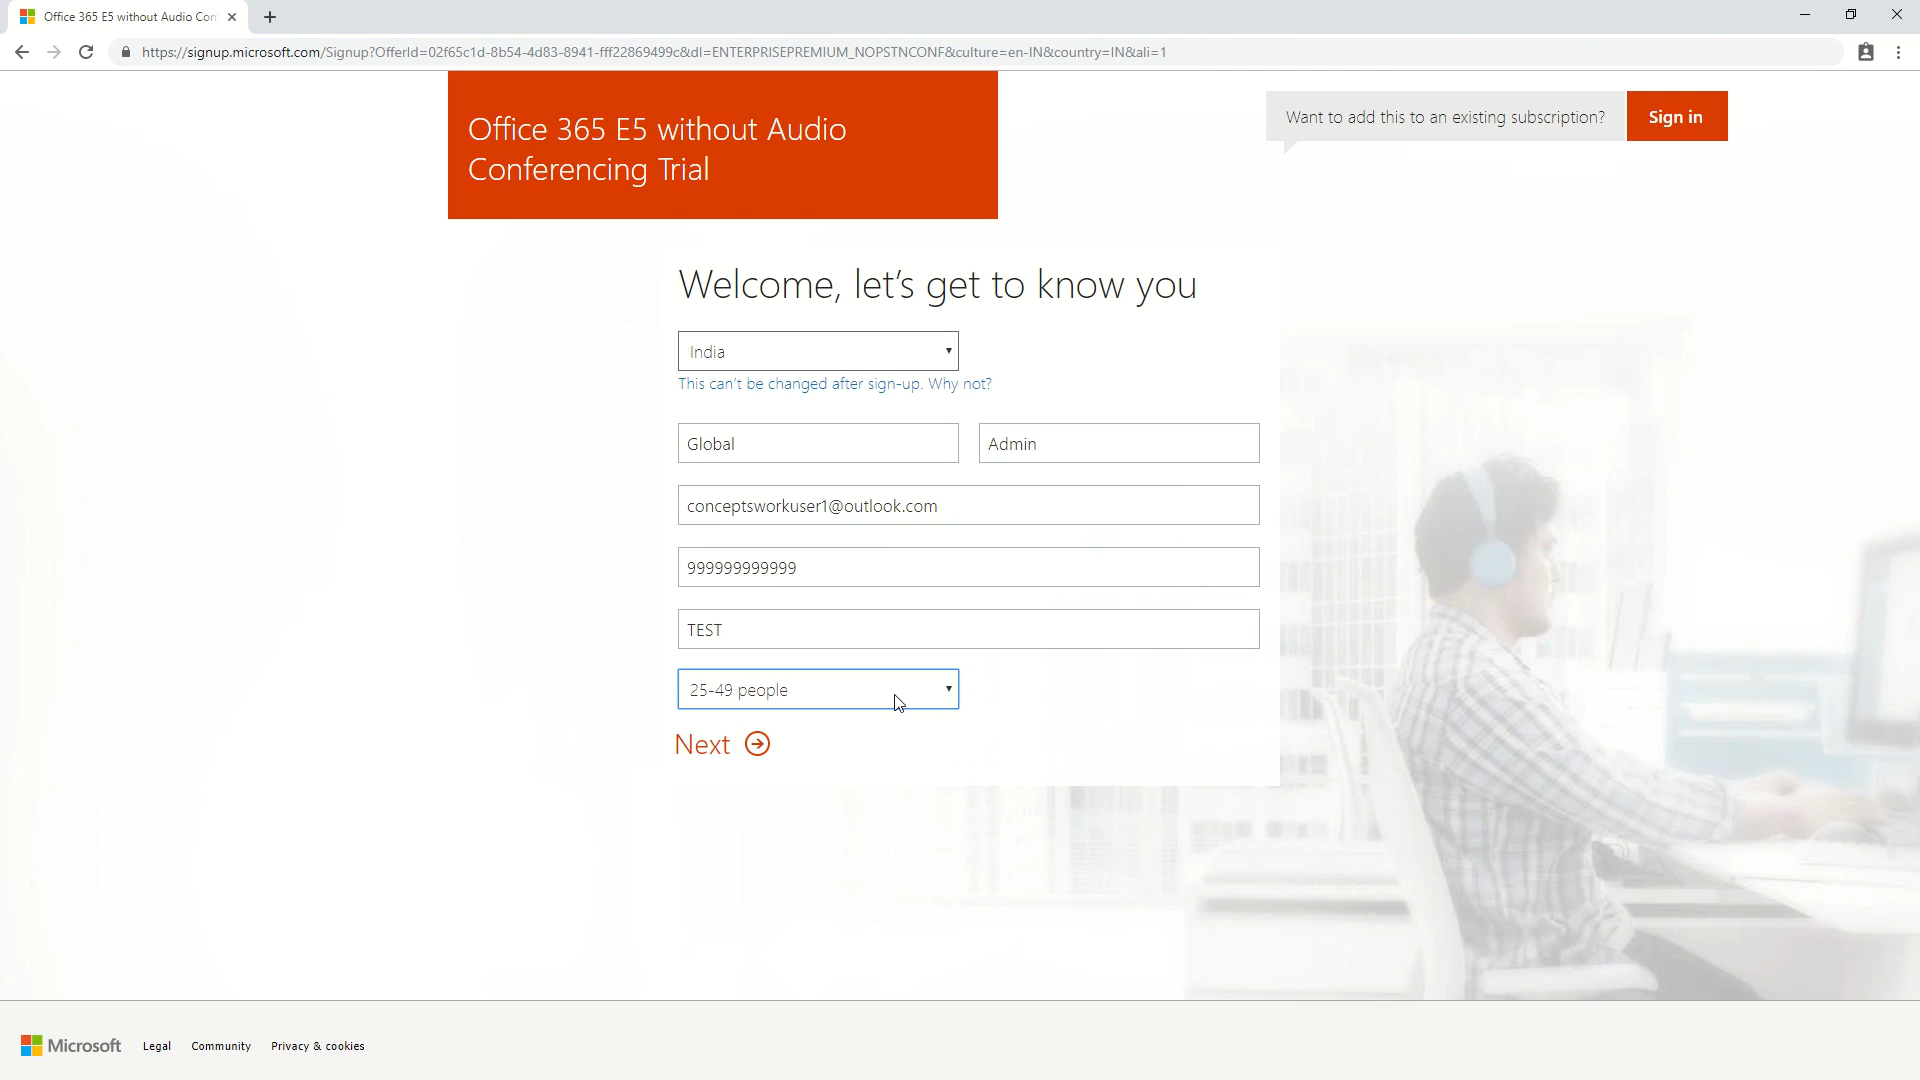 Office 365 E5 without Audio Con
https://signup.microsoft.com/Signup?OfferId=02f65c1d-8b54-4d83-8941-fff22869499c&dl=ENTERPRISEPREMIUM_NOPSTNCONF&culture=en-IN&country=IN&ali=1
Office 365 E5 without Audio
Conferencing Trial
Want to add this to an existing subscription? Sign in
Welcome, let's get to know you
India
This can't be changed after sign-up. Why not?
Global Admin
conceptsworkuser1@outlook.com
999999999999
TEST
25-49 people
Next
Microsoft Legal Community Privacy & cookies